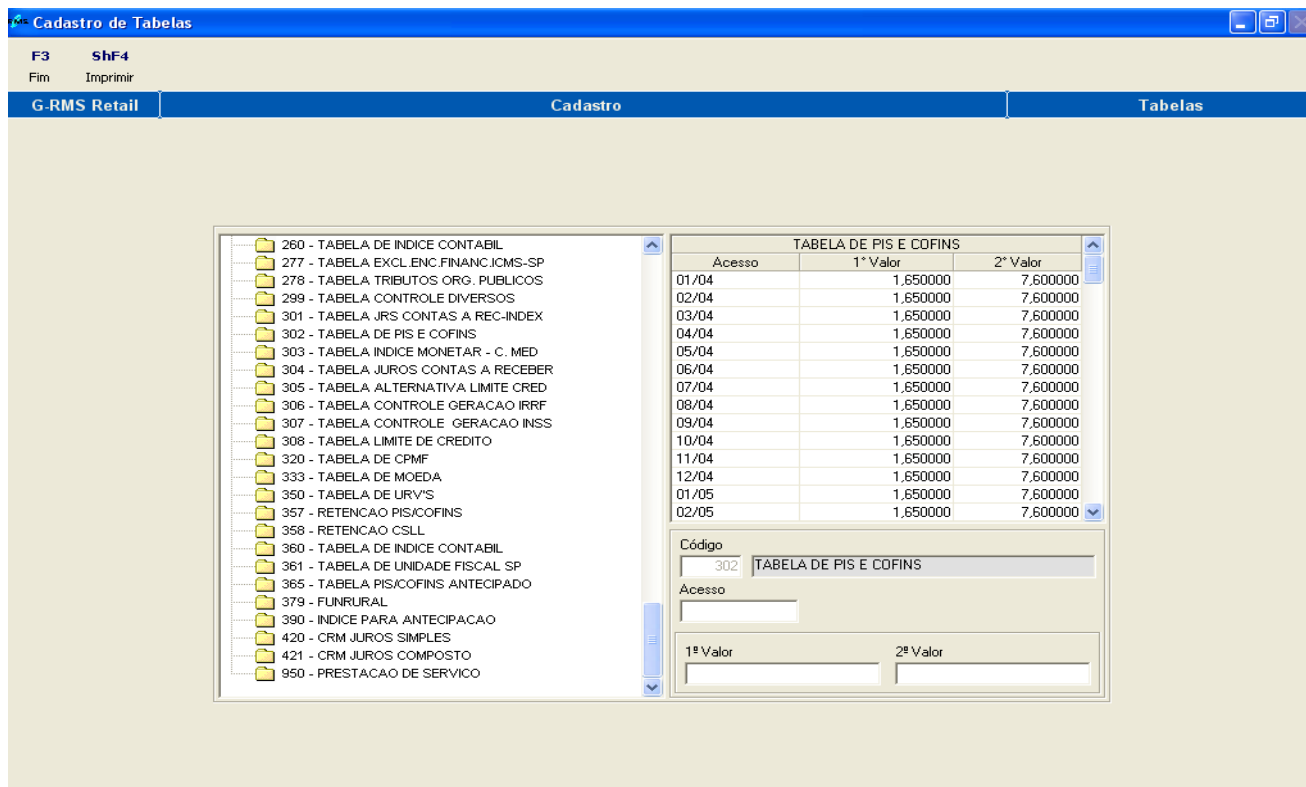 RMS Cadastro de Tabelas
F3 ShF4
Fim Imprimir
G-RMS Retail Cadastro Tabelas
260 - TABELA DE INDICE CONTABIL
277 - TABELA EXCL.ENC.FINANC.ICMS-SP
278 - TABELA TRIBUTOS ORG. PUBLICOS
299 - TABELA CONTROLE DIVERSOS
301 - TABELA JRS CONTAS A REC-INDEX
302 - TABELA DE PIS E COFINS
303 - TABELA INDICE MONETAR - C. MED
304 - TABELA JUROS CONTAS A RECEBER
305 - TABELA ALTERNATIVA LIMITE CRED
306 - TABELA CONTROLE GERACAO IRRF
307 - TABELA CONTROLE  GERACAO INSS
308 - TABELA LIMITE DE CREDITO
320 - TABELA DE CPMF
333 - TABELA DE MOEDA
350 - TABELA DE URV'S
357 - RETENCAO PIS/COFINS
358 - RETENCAO CSLL
360 - TABELA DE INDICE CONTABIL
361 - TABELA DE UNIDADE FISCAL SP
365 - TABELA PIS/COFINS ANTECIPADO
379 - FUNRURAL
390 - INDICE PARA ANTECIPACAO
420 - CRM JUROS SIMPLES
421 - CRM JUROS COMPOSTO
950 - PRESTACAO DE SERVICO
TABELA DE PIS E COFINS
Acesso 1° Valor 2° Valor
01/04 1,650000 7,600000
02/04 1,650000 7,600000
03/04 1,650000 7,600000
04/04 1,650000 7,600000
05/04 1,650000 7,600000
06/04 1,650000 7,600000
07/04 1,650000 7,600000
08/04 1,650000 7,600000
09/04 1,650000 7,600000
10/04 1,650000 7,600000
11/04 1,650000 7,600000
12/04 1,650000 7,600000
01/05 1,650000 7,600000
02/05 1,650000 7,600000
Código
302 TABELA DE PIS E COFINS
Acesso
1ª Valor 2ª Valor